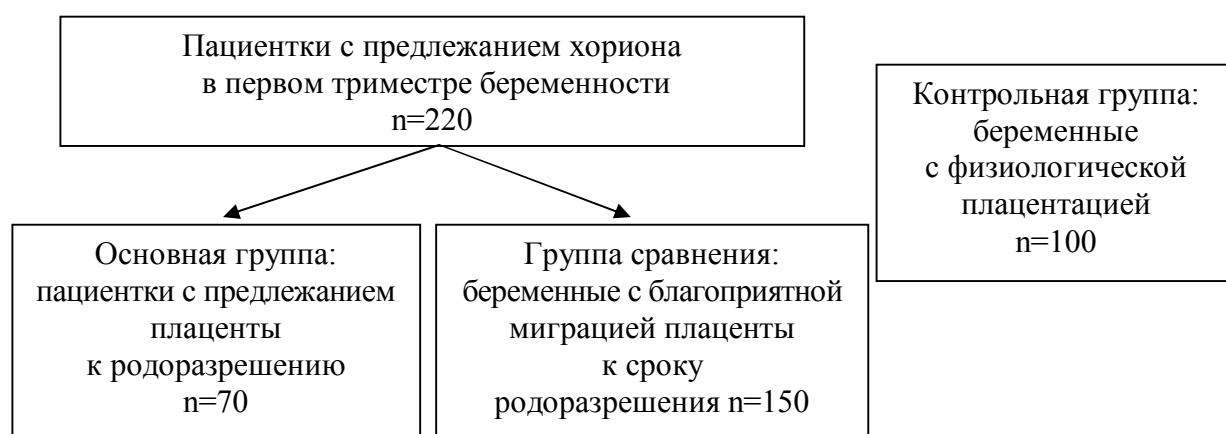 Пациентки с предлежанием хориона
в первом триместре беременности
n=220
Контрольная группа:
беременные
с физиологической
плацентацией
n=100
Основная группа:
пациентки с предлежанием
плаценты
к родоразрешению
n=70
Группа сравнения:
беременные с благоприятной
миграцией плаценты
к сроку
родоразрешения n=150